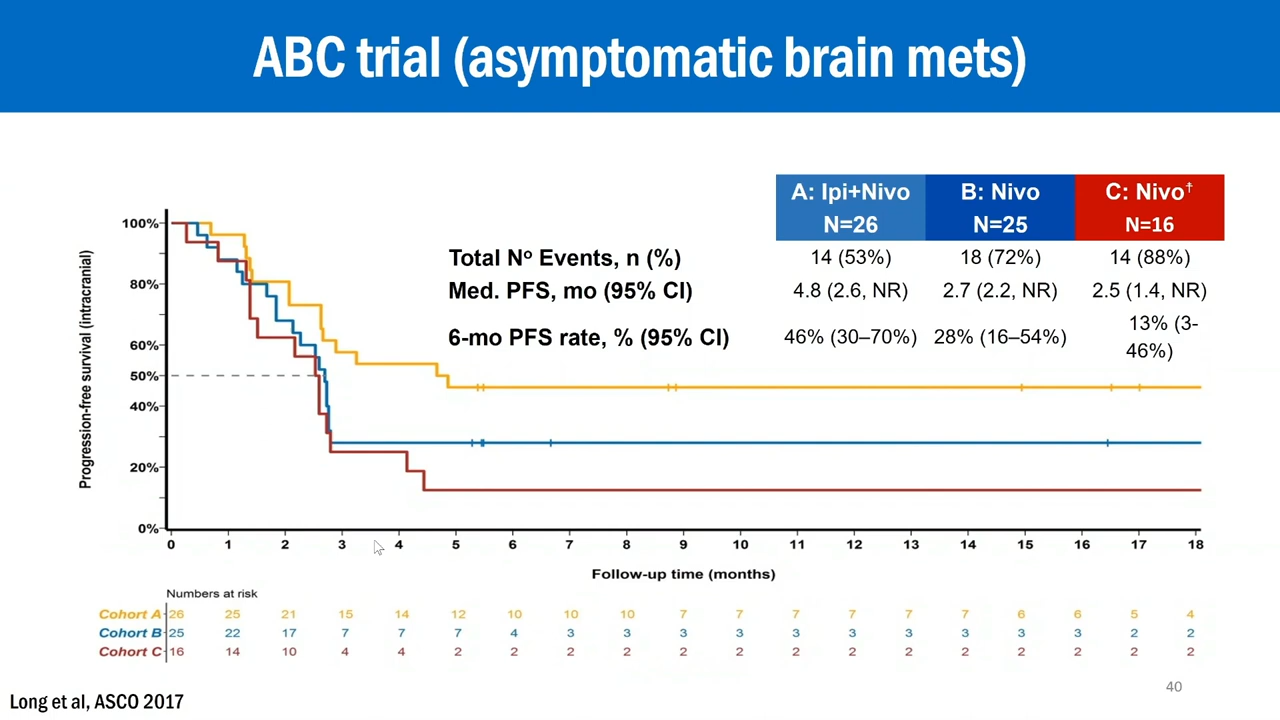 ABC trial (asymptomatic brain mets)
A: Ipi+Nivo B: Nivo C: Nivo†
N=26 N=25 N=16
Total Nº Events, n (%) 14 (53%) 18 (72%) 14 (88%)
Med. PFS, mo (95% CI) 4.8 (2.6, NR) 2.7 (2.2, NR) 2.5 (1.4, NR)
6-mo PFS rate, % (95% CI) 46% (30–70%) 28% (16–54%) 13% (3-
46%)
Progression-free survival (intracranial)
100%
80%
60%
50%
40%
20%
0%
0 1 2 3 4 5 6 7 8 9 10 11 12 13 14 15 16 17 18
Follow-up time (months)
Numbers at risk
Cohort A 26 25 21 15 14 12 10 10 10 7 7 7 7 7 7 6 6 5 4
Cohort B 25 22 17 7 7 7 4 3 3 3 3 3 3 3 3 3 3 2 2
Cohort C 16 14 10 4 4 2 2 2 2 2 2 2 2 2 2 2 2 2 2
40
Long et al, ASCO 2017